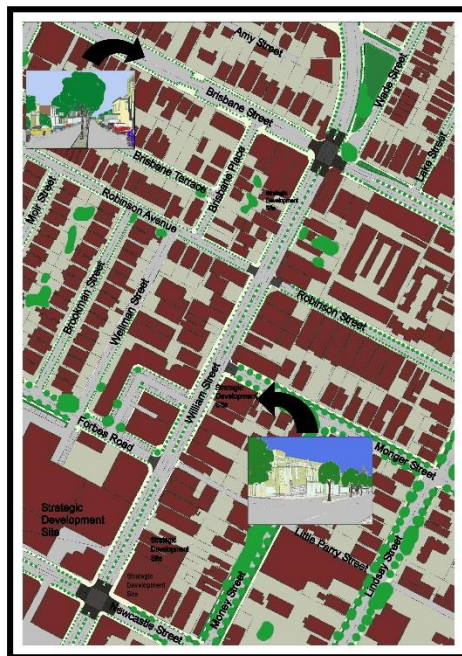 Amy Street
Wade Street
Brisbane Street
Lake Street
Brisbane Terrace
Brisbane Place
Strategic
Development
Site
Moir Street
Robinson Avenue
Brookman Street
Wellman Street
Robinson Street
William Street
Strategic
Development
Site
Forbes Road
Monger Street
Strategic
Development
Site
Strategic
Development
Site
Little Parry Street
Lindsay Street
Strategic
Development
Site
Money Street
Newcastle Street